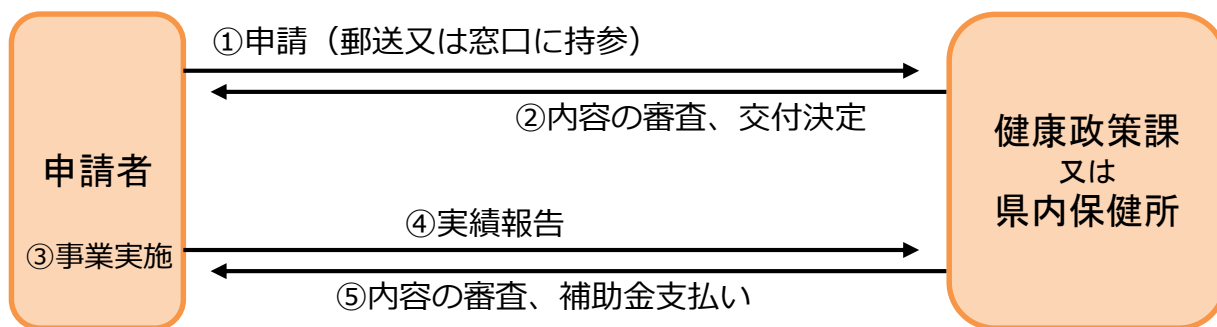 ①申請（郵送又は窓口に持参）
②内容の審査、交付決定
申請者
③事業実施
健康政策課
又は
県内保健所
④実績報告
⑤内容の審査、補助金支払い